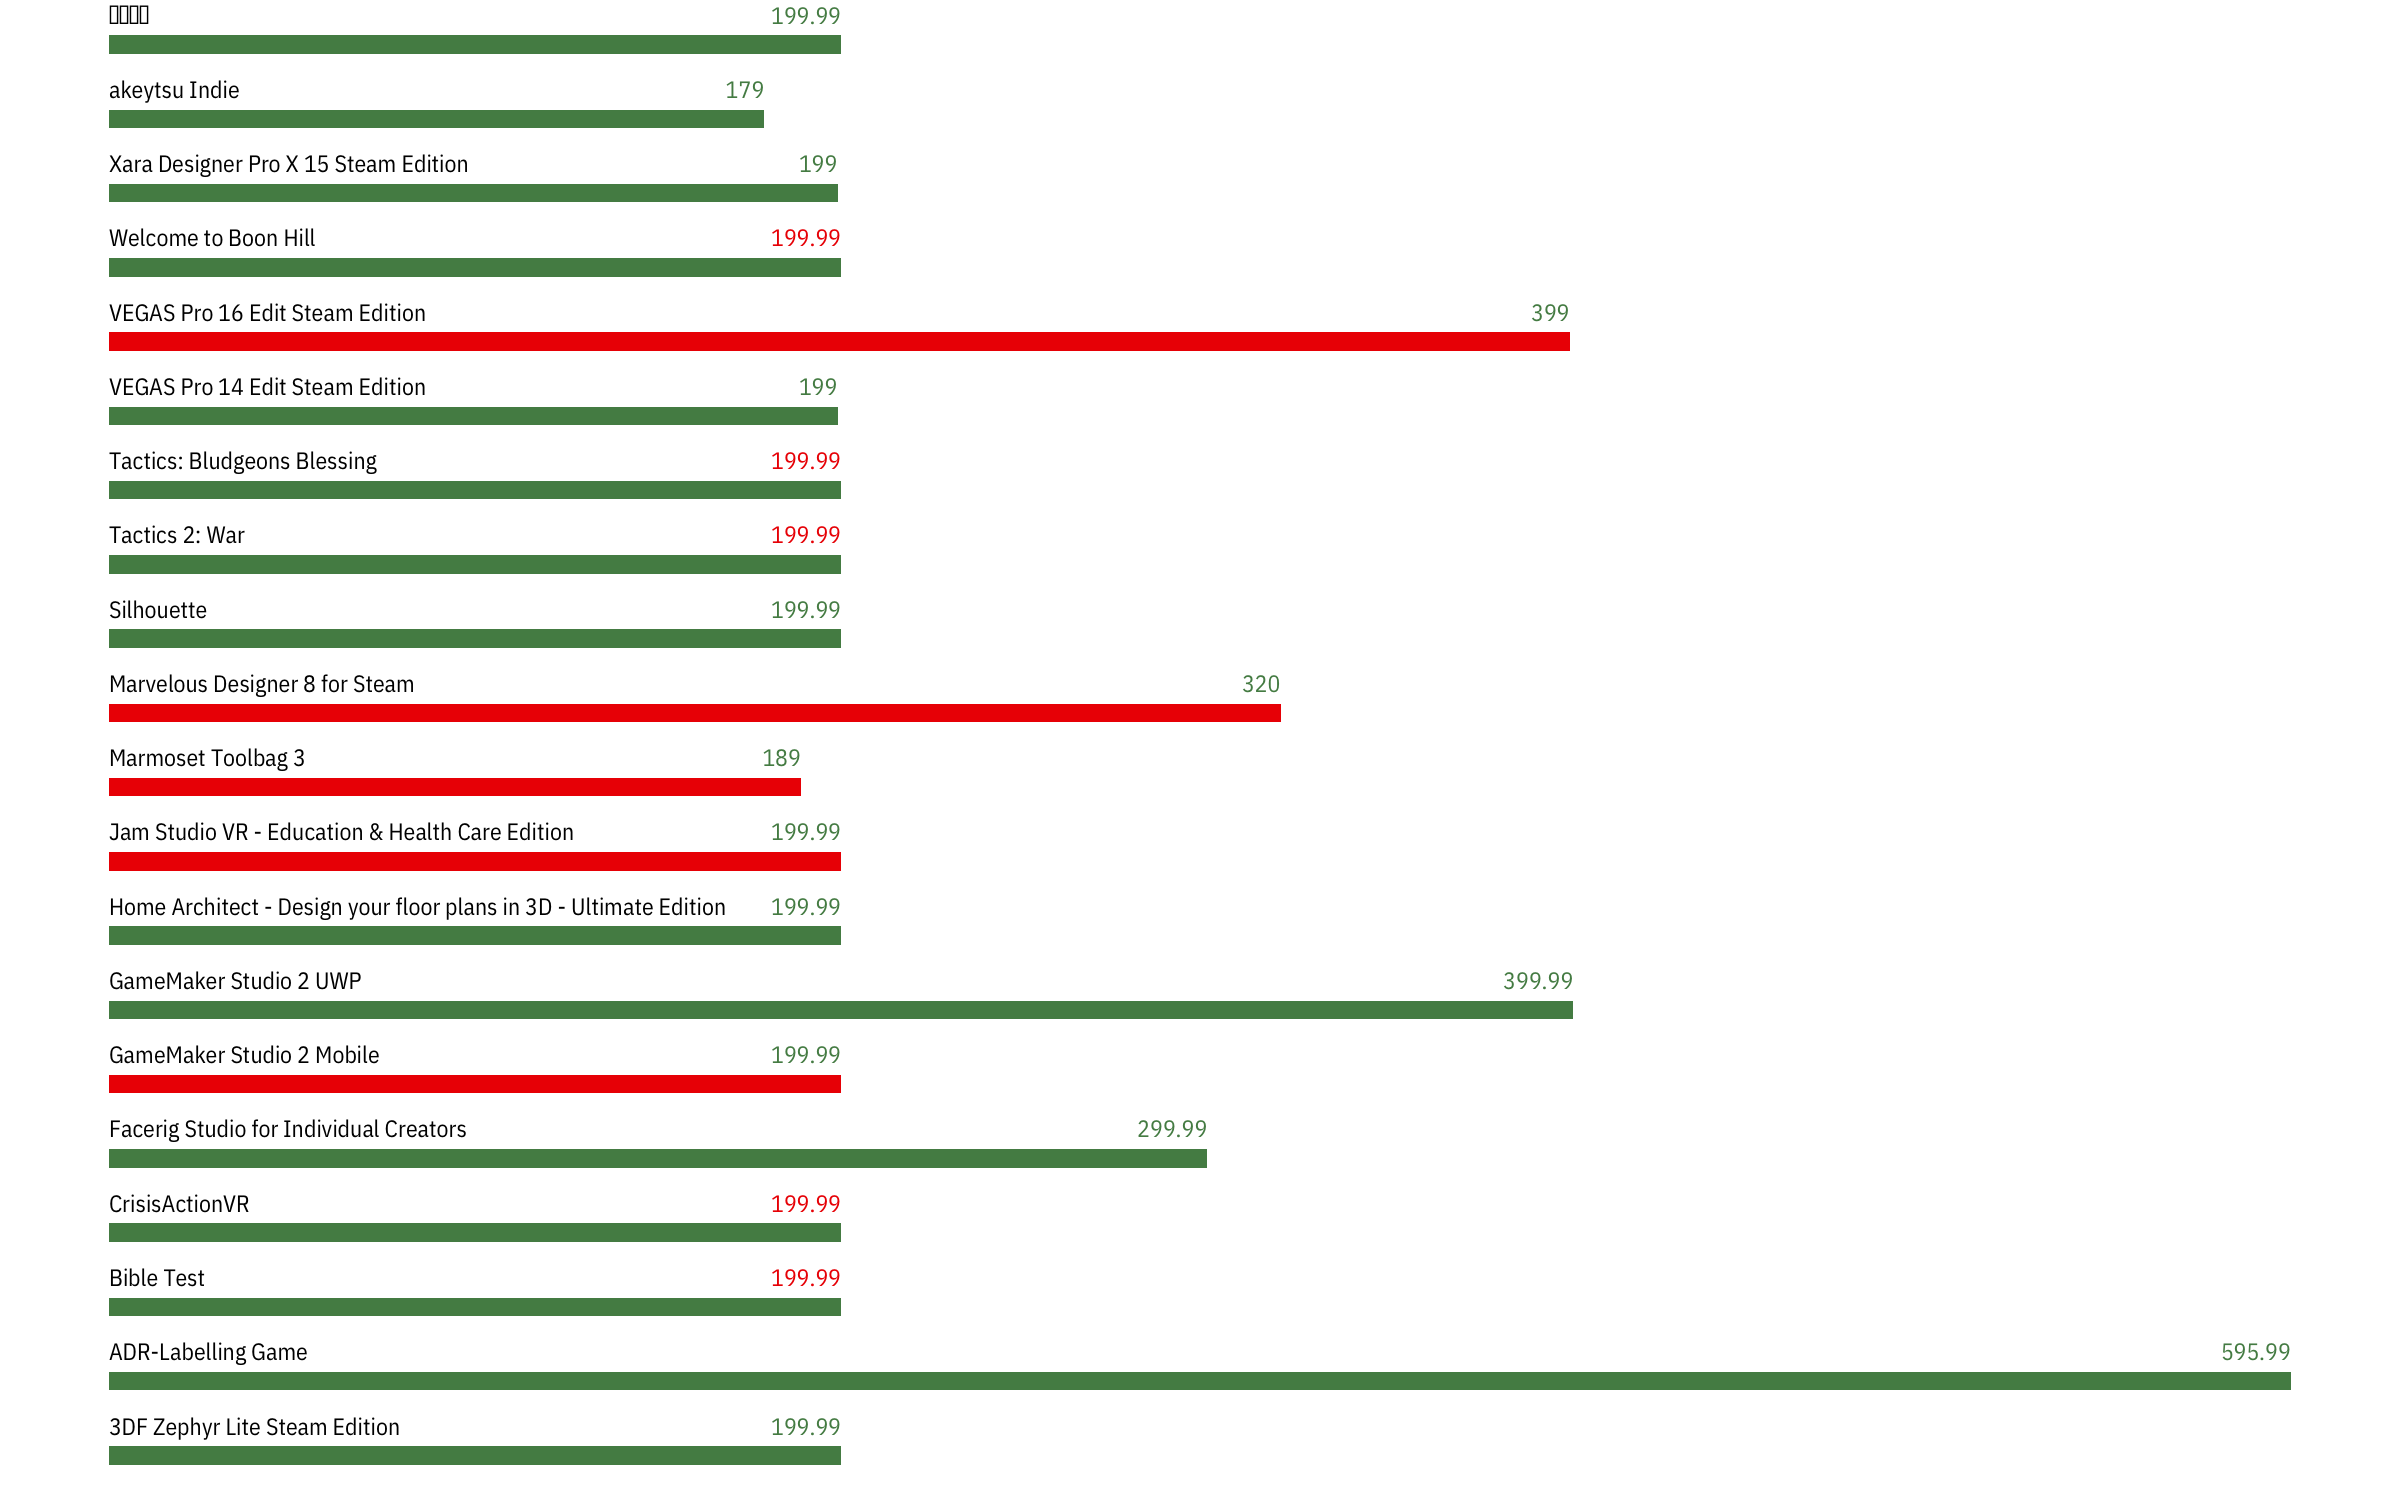 199.99
akeytsu Indie 179
Xara Designer Pro X 15 Steam Edition 199
Welcome to Boon Hill 199.99
VEGAS Pro 16 Edit Steam Edition 399
VEGAS Pro 14 Edit Steam Edition 199
Tactics: Bludgeons Blessing 199.99
Tactics 2: War 199.99
Silhouette 199.99
Marvelous Designer 8 for Steam 320
Marmoset Toolbag 3 189
Jam Studio VR - Education & Health Care Edition 199.99
Home Architect - Design your floor plans in 3D - Ultimate Edition 199.99
GameMaker Studio 2 UWP 399.99
GameMaker Studio 2 Mobile 199.99
Facerig Studio for Individual Creators 299.99
CrisisActionVR 199.99
Bible Test 199.99
ADR-Labelling Game 595.99
3DF Zephyr Lite Steam Edition 199.99